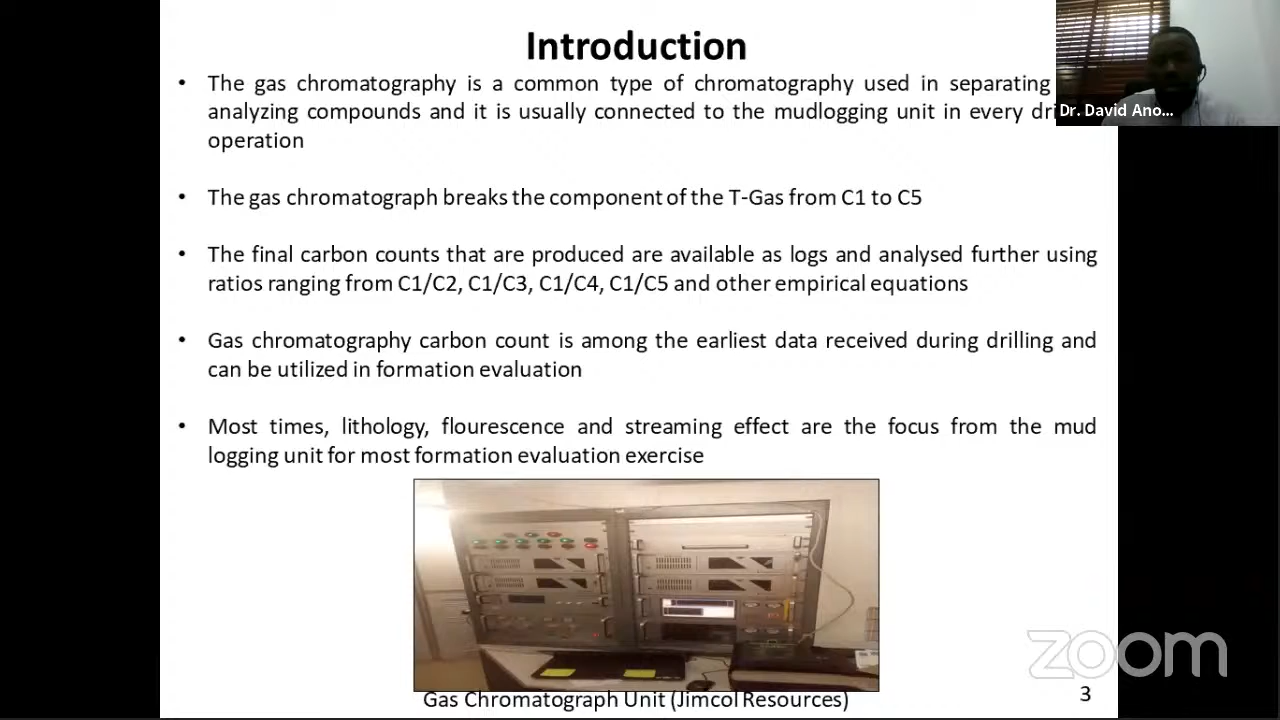 Introduction
• The gas chromatography is a common type of chromatography used in separating
analyzing compounds and it is usually connected to the mudlogging unit in every
operation
• The gas chromatograph breaks the component of the T-Gas from C1 to C5
• The final carbon counts that are produced are available as logs and analysed further using
ratios ranging from C1/C2, C1/C3, C1/C4, C1/C5 and other empirical equations
• Gas chromatography carbon count is among the earliest data received during drilling and
can be utilized in formation evaluation
• Most times, lithology, flourescence and streaming effect are the focus from the mud
logging unit for most formation evaluation exercise
Gas Chromatograph Unit (Jimcol Resources)
3
Dr. David Ano...
zoom